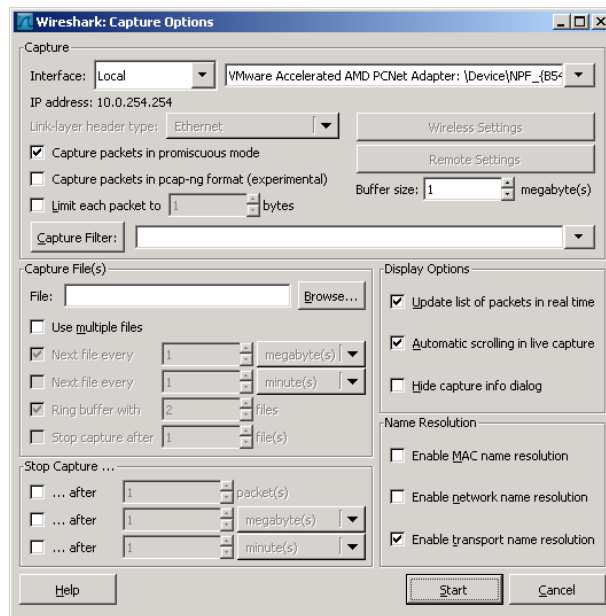 Wireshark: Capture Options
Capture
Interface: Local VMware Accelerated AMD PCNet Adapter: \Device\NPF_{B54
IP address: 10.0.254.254
Link-layer header type: Ethernet
Wireless Settings
Capture packets in promiscuous mode
Remote Settings
Capture packets in pcap-ng format (experimental)
Buffer size: 1 megabyte(s)
Limit each packet to 1 bytes
Capture Filter:
Capture File(s)
File: Browse...
Use multiple files
Next file every 1 megabyte(s)
Next file every 1 minute(s)
Ring buffer with 2 files
Stop capture after 1 file(s)
Stop Capture ...
... after 1 packet(s)
... after 1 megabyte(s)
... after 1 minute(s)
Display Options
Update list of packets in real time
Automatic scrolling in live capture
Hide capture info dialog
Name Resolution
Enable MAC name resolution
Enable network name resolution
Enable transport name resolution
Help Start Cancel